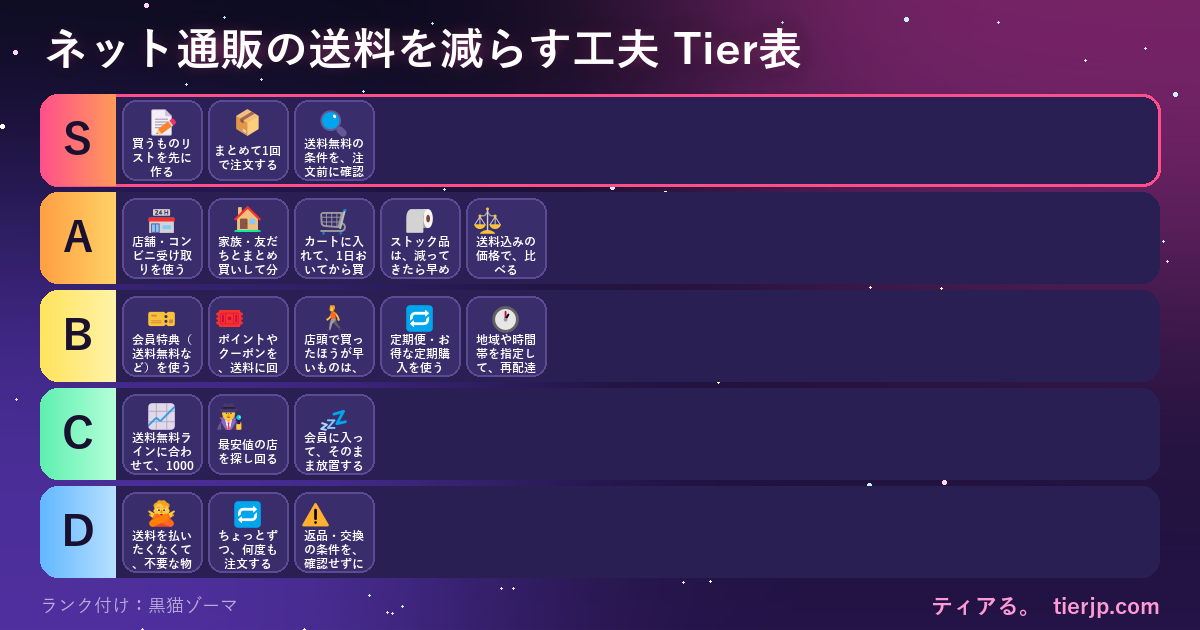 ネット通販の送料を減らす工夫 Tier表
S
買うものリ
ストを先に
作る
まとめて1回
で注文する
送料無料の
条件を、注
文前に確認
A
24H
店舗・コン
ビニ受け取
りを使う
家族・友だ
ちとまとめ
買いして分
カートに入
れて、1日お
いてから買
ストック品
は、減って
きたら早め
送料込みの
価格で、比
べる
B
会員特典（
送料無料な
ど）を使う
ポイントや
クーポンを
、送料に回
店頭で買っ
たほうが早
いものは、
定期便・お
得な定期購
入を使う
地域や時間
帯を指定し
て、再配達
C
送料無料ラ
インに合わ
せて、1000
最安値の店
を探し回る
会員に入っ
て、そのま
ま放置する
D
送料を払い
たくなくて
、不要な物
ちょっとず
つ、何度も
注文する
返品・交換
の条件を、
確認せずに
ランク付け：黒猫ゾーマ
ティアる。 tierjp.com